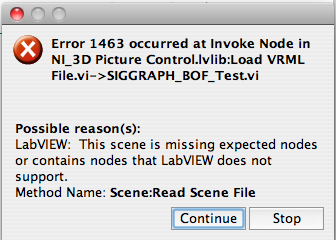 Error 1463 occurred at Invoke Node in
NI_3D Picture Control.lvlib:Load VRML
File.vi->SIGGRAPH_BOF_Test.vi
Possible reason(s):
LabVIEW:  This scene is missing expected nodes
or contains nodes that LabVIEW does not
support.
Method Name: Scene:Read Scene File
Continue Stop